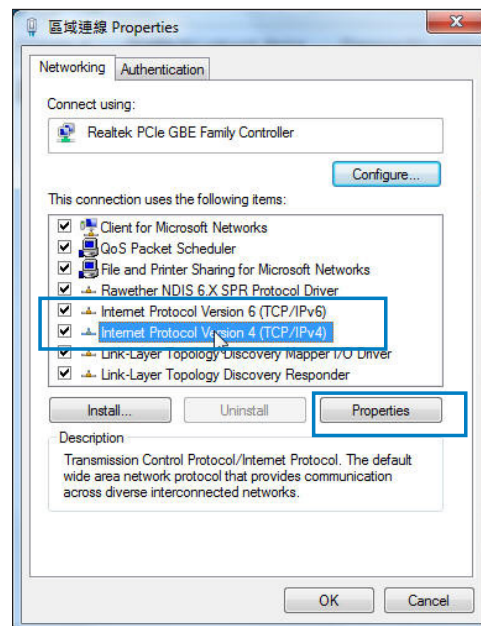 區域連線 Properties
Networking
Authentication
Connect using:
Realtek PCIe GBE Family Controller
Configure...
This connection uses the following items:
Client for Microsoft Networks
QoS Packet Scheduler
File and Printer Sharing for Microsoft Networks
Rawether NDIS 6.X SPR Protocol Driver
Internet Protocol Version 6 (TCP/IPv6)
Internet Protocol Version 4 (TCP/IPv4)
Link-Layer Topology Discovery Mapper I/O Driver
Link-Layer Topology Discovery Responder
Install...
Uninstall
Properties
Description
Transmission Control Protocol/Internet Protocol. The default
wide area network protocol that provides communication
across diverse interconnected networks.
OK
Cancel